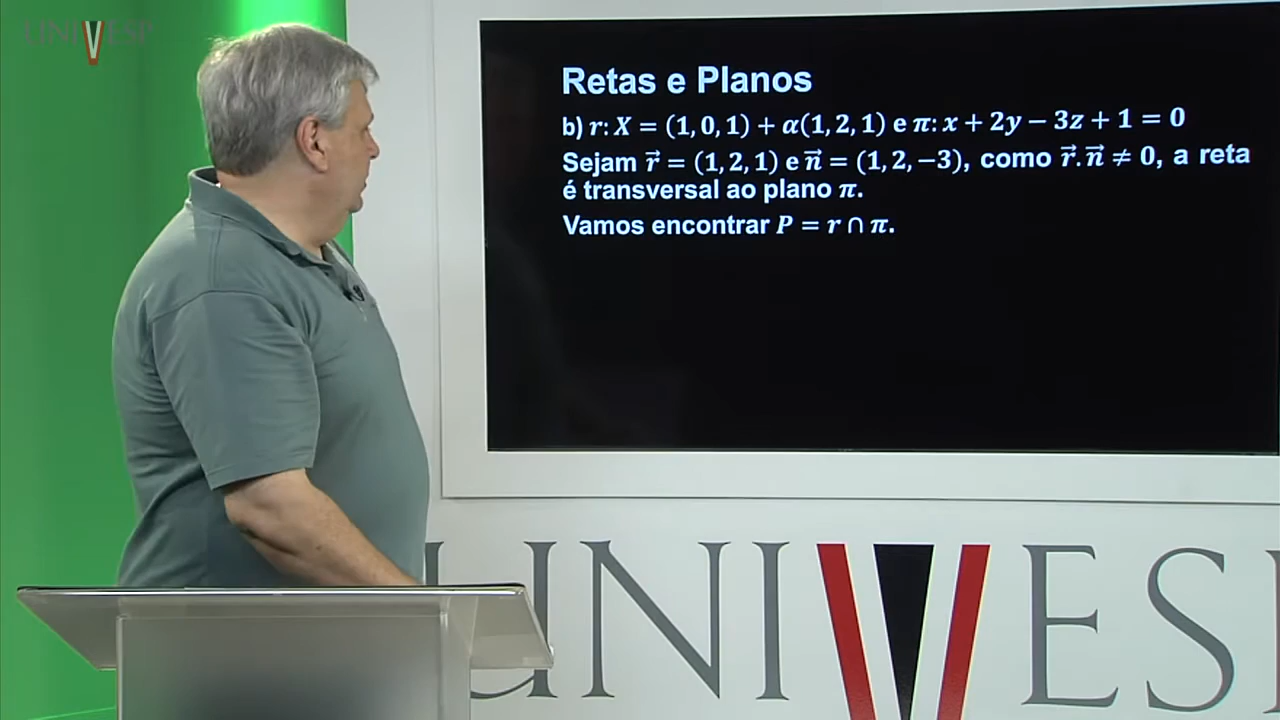 UNIVESP
Retas e Planos
b) r: X = (1, 0, 1) + α(1, 2, 1) e π: x + 2y − 3z + 1 = 0
Sejam r⃗ = (1, 2, 1) e n⃗ = (1, 2, −3), como r⃗. n⃗ ≠ 0, a reta
é transversal ao plano π.
Vamos encontrar P = r ∩ π.
UNIVESP